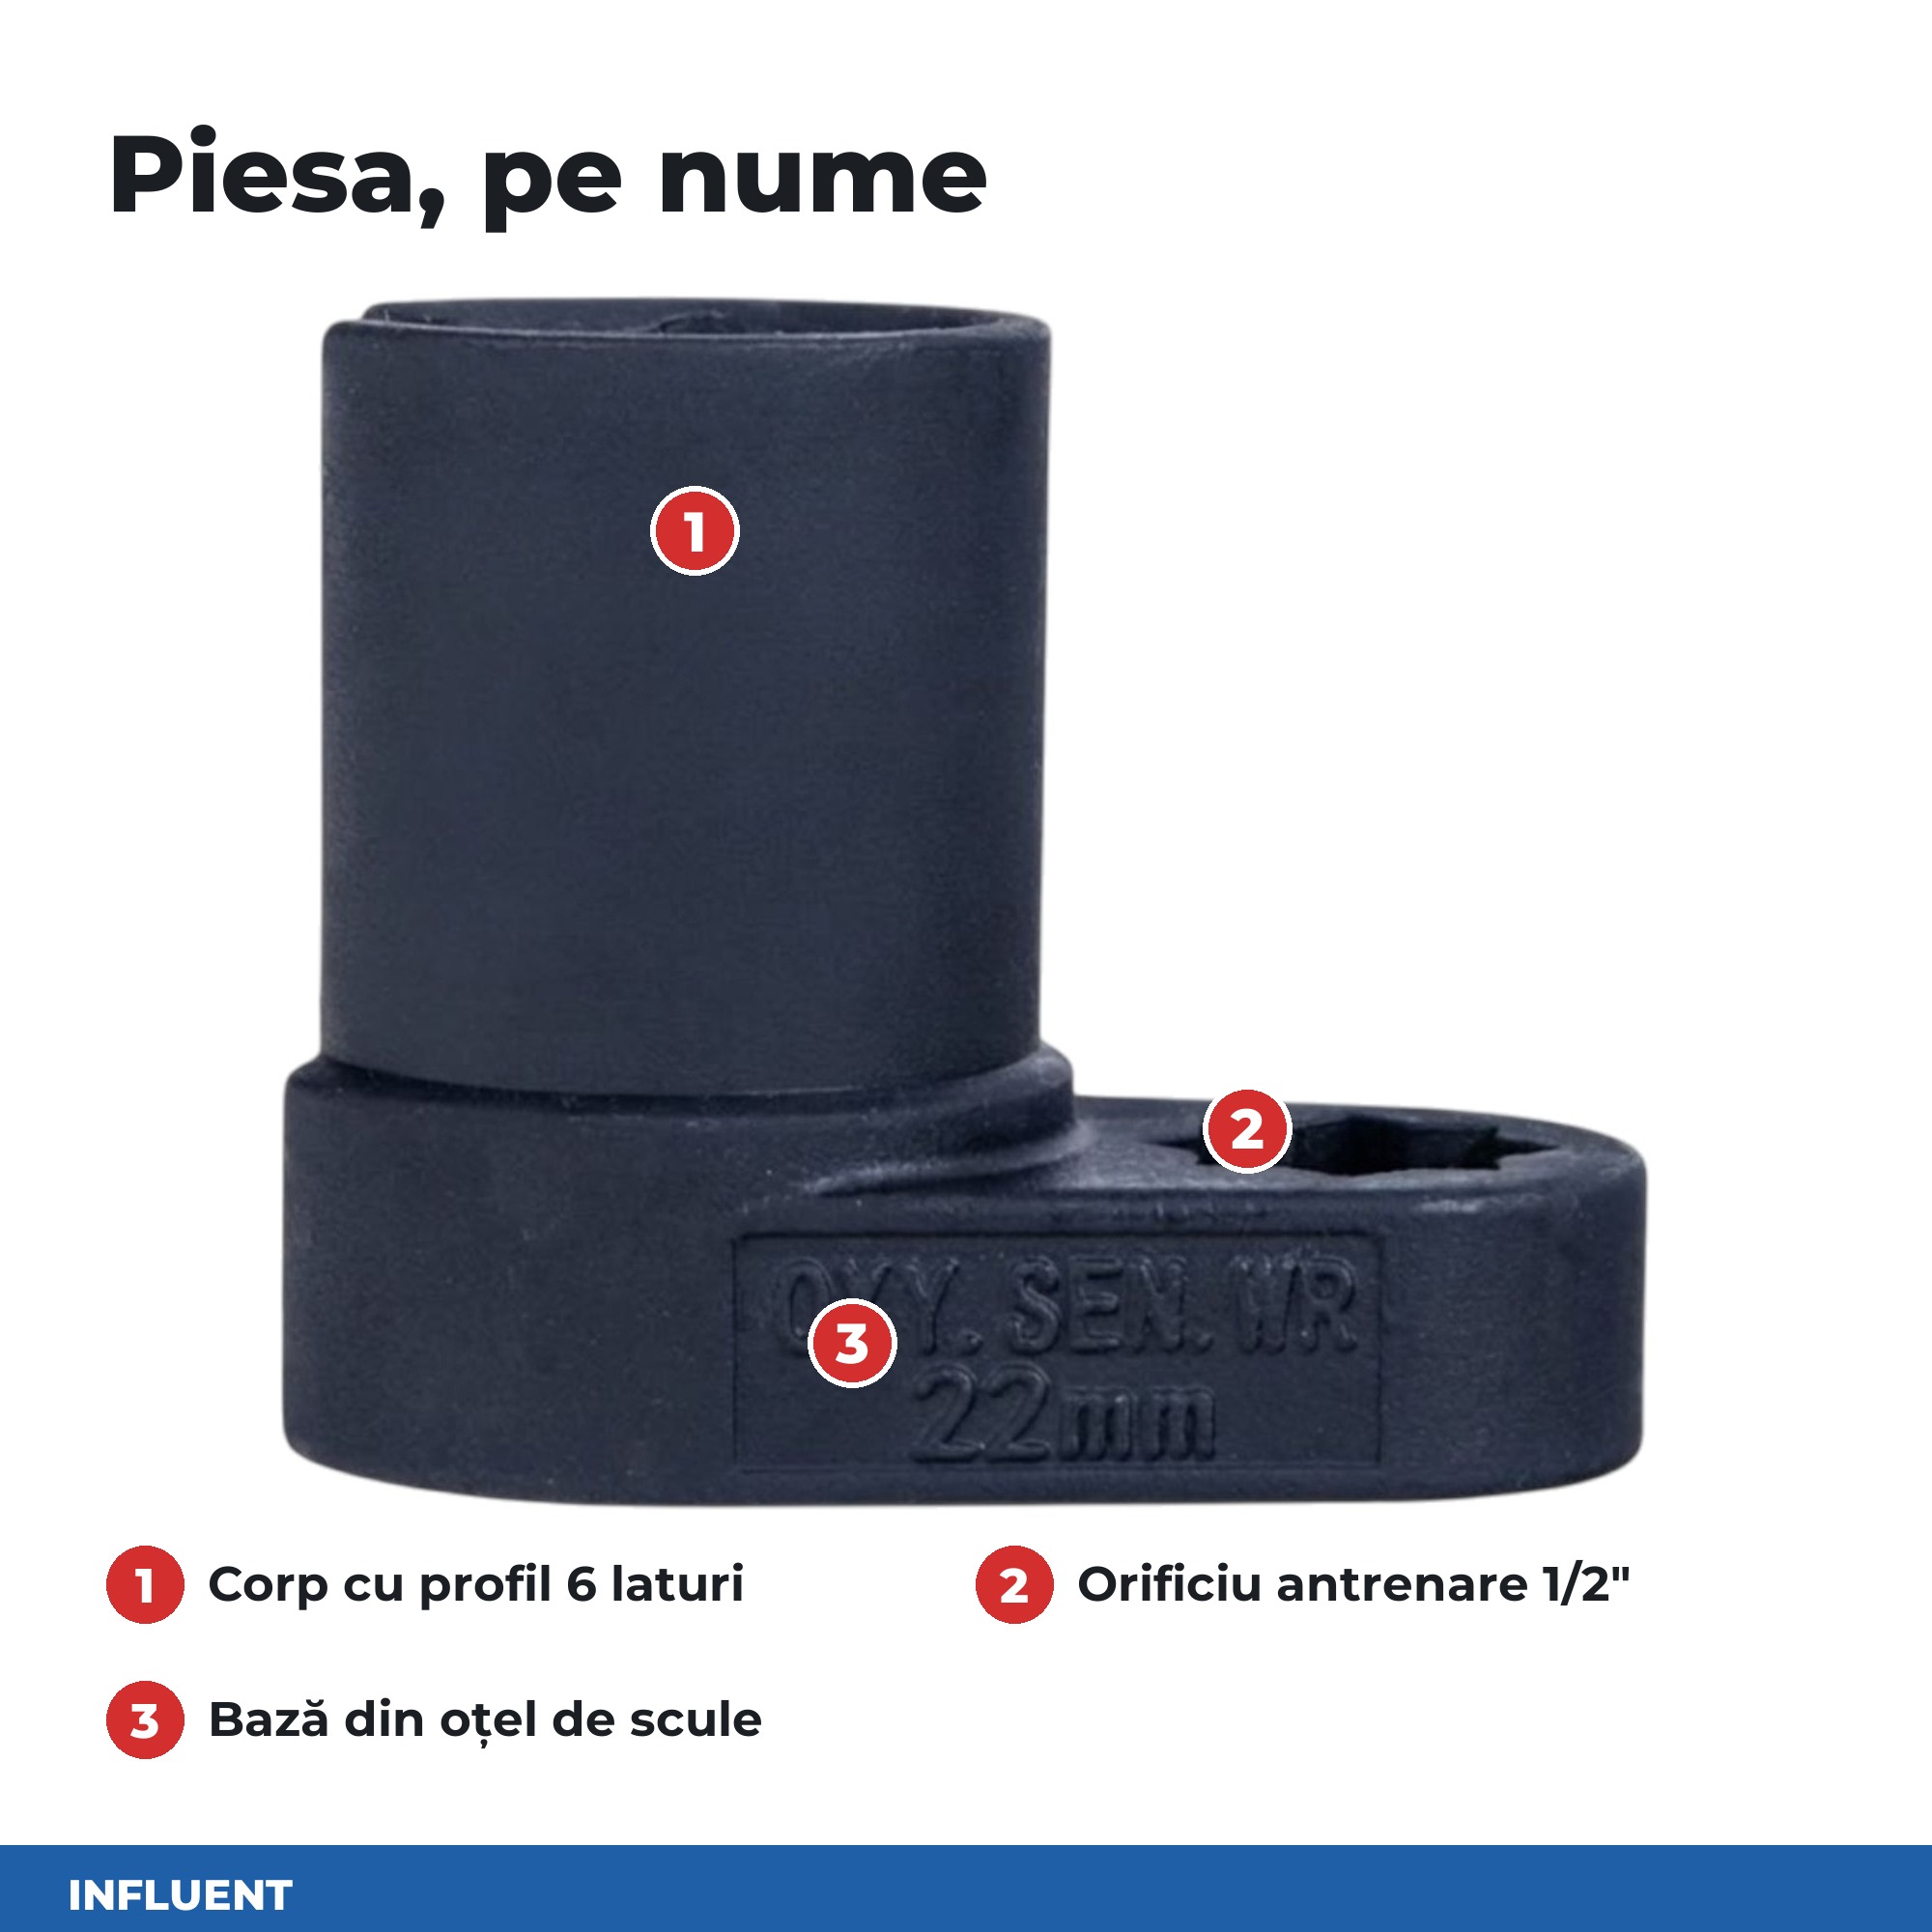 Piesa, pe nume
1
2
OXY. SEN. WR
3
22mm
1 Corp cu profil 6 laturi
2 Orificiu antrenare 1/2"
3 Bază din oțel de scule
INFLUENT